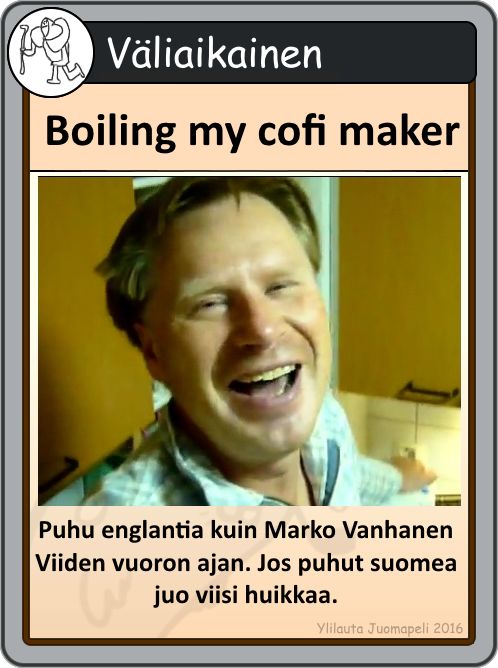 Väliaikainen
Boiling my cofi maker
Puhu englantia kuin Marko Vanhanen
Viiden vuoron ajan. Jos puhut suomea
juo viisi huikkaa.
Ylilauta Juomapeli 2016